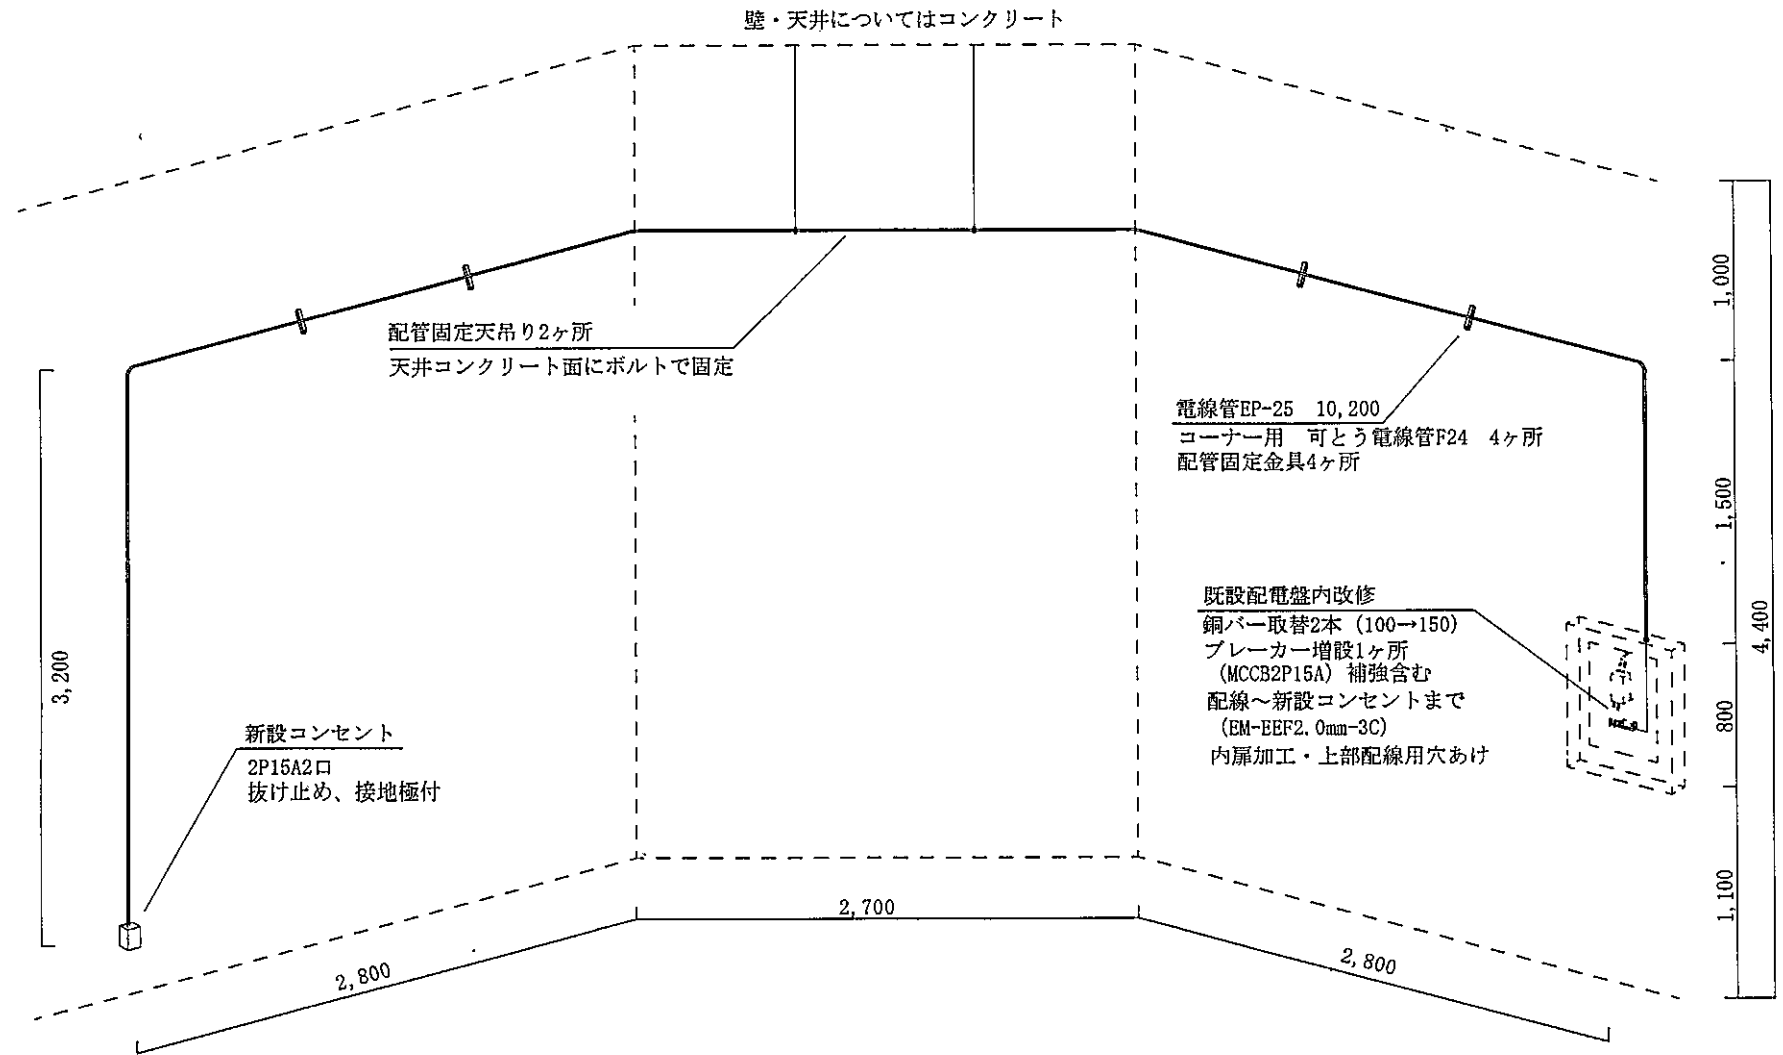 壁・天井についてはコンクリート
配管固定天吊り2ヶ所
天井コンクリート面にボルトで固定
電線管EP-25 10,200
コーナー用 可とう電線管F24 4ヶ所
配管固定金具4ヶ所
既設配電盤内改修
銅バー取替2本（100→150）
ブレーカー増設1ヶ所
（MCCB2P15A）補強含む
配線～新設コンセントまで
（EM-EEF2.0mm-3C）
内扉加工・上部配線用穴あけ
新設コンセント
2P15A2口
抜け止め、接地極付
3,200
2,800
2,700
2,800
1,000
1,500
800
1,100
4,400